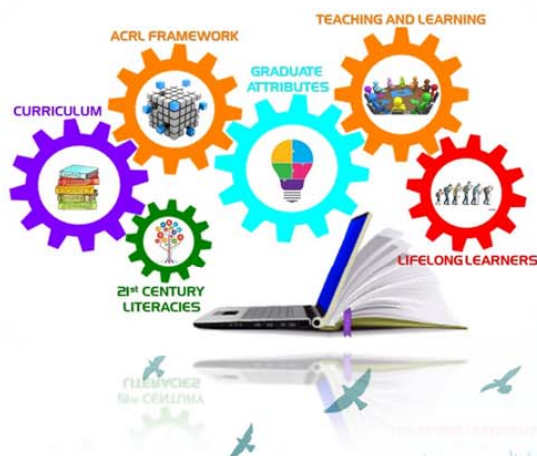 TEACHING AND LEARNING
ACRL FRAMEWORK
GRADUATE
ATTRIBUTES
CURRICULUM
LIFELONG LEARNERS
21st CENTURY
LITERACIES